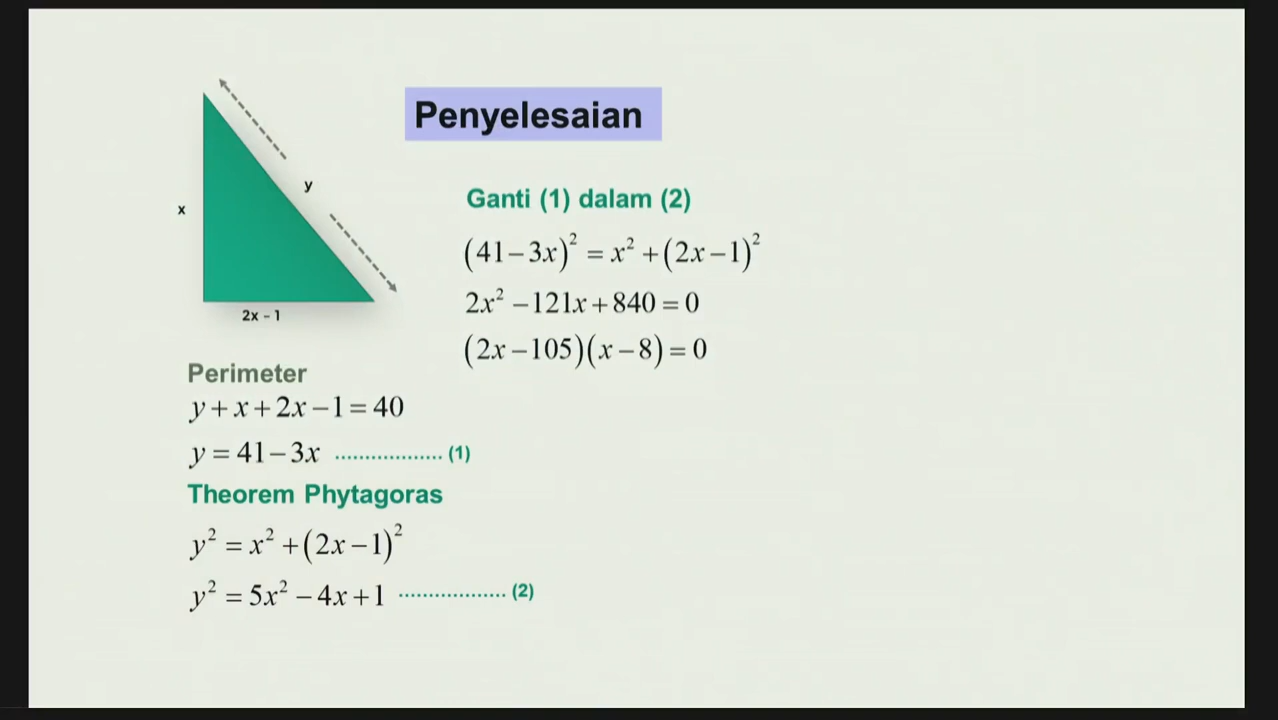 Penyelesaian
x
y
2x - 1
Perimeter
y + x + 2x − 1 = 40
y = 41 − 3x .................. (1)
Theorem Phytagoras
y² = x² + (2x − 1)²
y² = 5x² − 4x + 1 .................. (2)
Ganti (1) dalam (2)
(41 − 3x)² = x² + (2x − 1)²
2x² − 121x + 840 = 0
(2x − 105)(x − 8) = 0